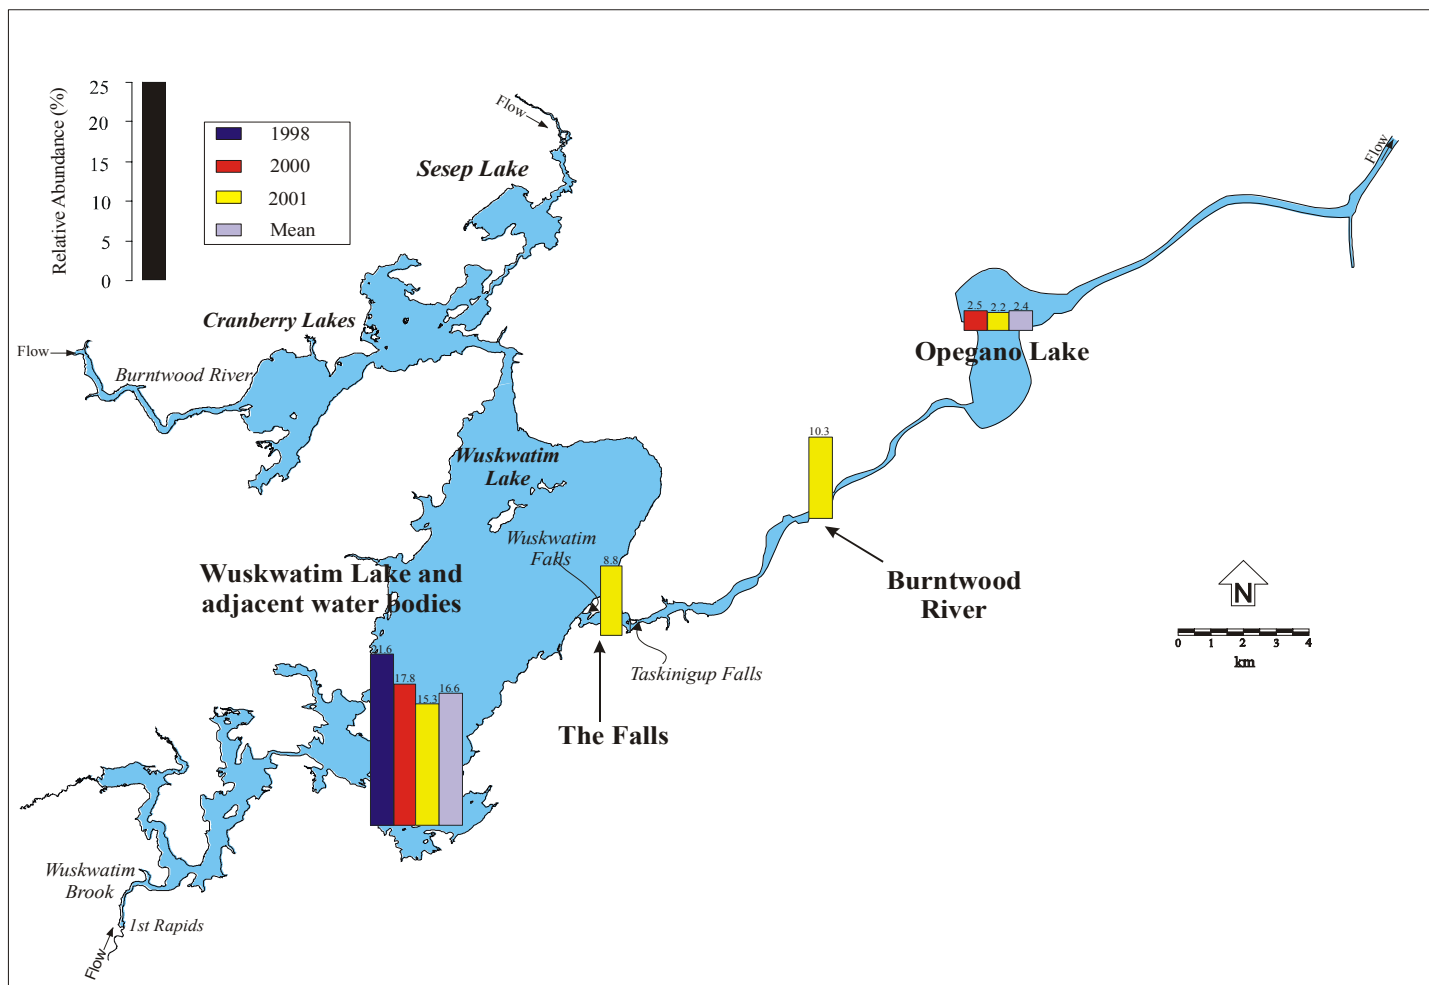 25
20
15
10
5
0
Relative Abundance (%)
1998
2000
2001
Mean
Flow
Sesep Lake
Flow
Cranberry Lakes
Flow
Burntwood River
2.5
2.2
2.4
Opegano Lake
10.3
Wuskwatim
Lake
Wuskwatim
Falls
8.8
Wuskwatim Lake and
adjacent water bodies
Burntwood
River
N
0 1 2 3 4
km
Taskinigup Falls
21.6
17.8
15.3
16.6
The Falls
Wuskwatim
Brook
1st Rapids
Flow